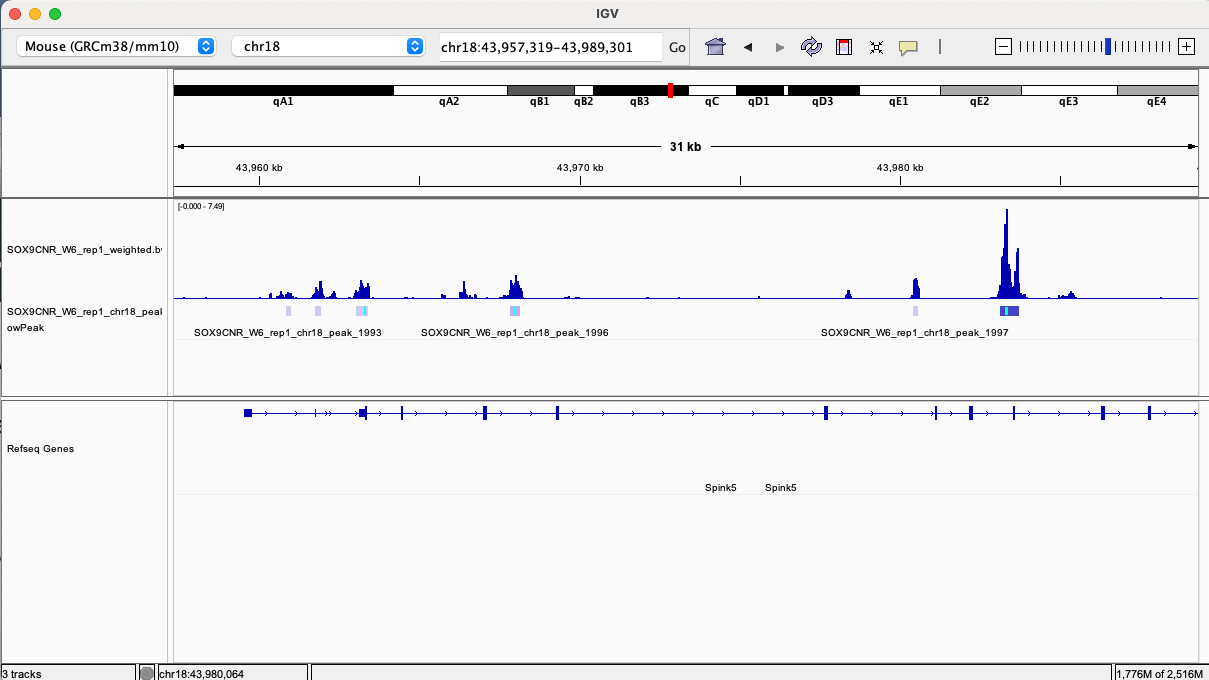 IGV
Mouse (GRCm38/mm10) chr18 chr18:43,957,319-43,989,301 Go
qA1 qA2 qB1 qB2 qB3 qC qD1 qD3 qE1 qE2 qE3 qE4
31 kb
43,960 kb 43,970 kb 43,980 kb
[-0.000 - 7.49]
SOX9CNR_W6_rep1_weighted.bw
SOX9CNR_W6_rep1_chr18_peak
owPeak
SOX9CNR_W6_rep1_chr18_peak_1993 SOX9CNR_W6_rep1_chr18_peak_1996 SOX9CNR_W6_rep1_chr18_peak_1997
Refseq Genes
Spink5 Spink5
3 tracks chr18:43,980,064 1,776M of 2,516M